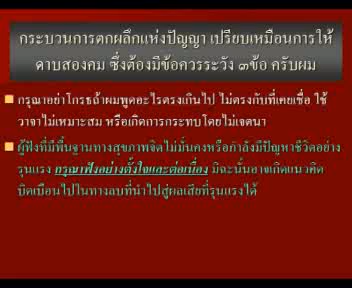 กระบวนการตกผลึกแห่งปัญญา เปรียบเหมือนการให้
ดาบสองคม ซึ่งต้องมีข้อควรระวัง ๓ข้อ ครับผม
กรุณาอย่าโกรธถ้าผมพูดอะไรตรงเกินไป ไม่ตรงกับที่เคยเชื่อ ใช้
วาจาไม่เหมาะสม หรือเกิดการกระทบโดยไม่เจตนา
ผู้ฟังที่มีพื้นฐานทางสุขภาพจิตไม่มั่นคงหรือกำลังมีปัญหาชีวิตอย่าง
รุนแรง กรุณาฟังอย่างตั้งใจและต่อเนื่อง มิฉะนั้นอาจเกิดแนวคิด
บิดเบือนไปในทางลบที่นำไปสู่ผลเสียที่รุนแรงได้